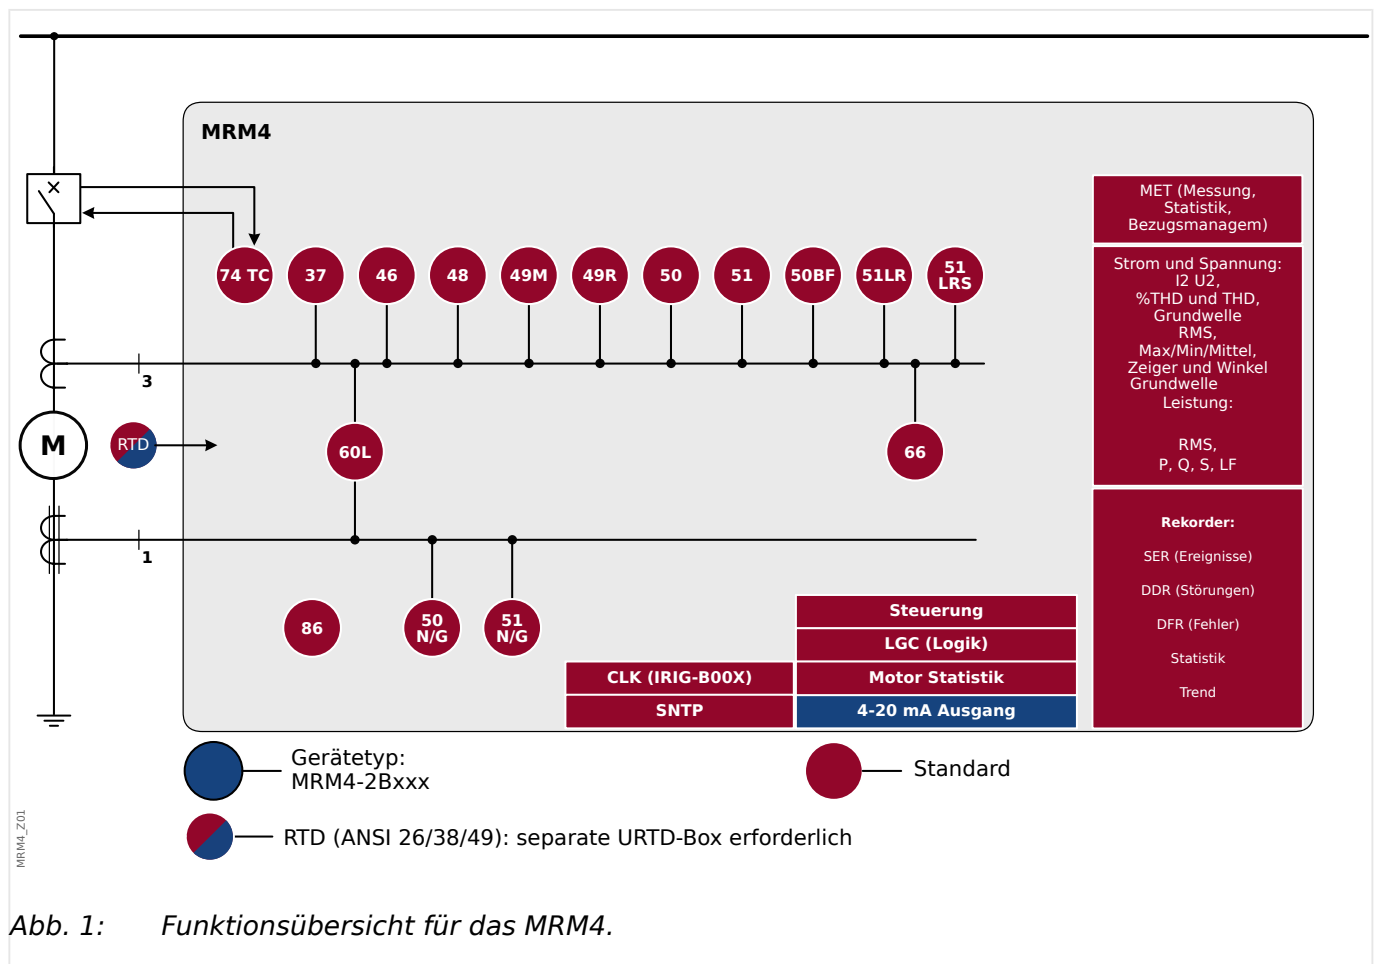 MRM4
MET (Messung,
Statistik,
Bezugsmanagem)
74 TC
37
46
48
49M
49R
50
51
50BF
51LR
51
LRS
Strom und Spannung:
I2 U2,
%THD und THD,
Grundwelle
RMS,
Max/Min/Mittel,
Zeiger und Winkel
Grundwelle
Leistung:
RMS,
P, Q, S, LF
3
M
RTD
60L
66
1
Rekorder:
SER (Ereignisse)
DDR (Störungen)
DFR (Fehler)
Statistik
Trend
86
50
N/G
51
N/G
Steuerung
LGC (Logik)
CLK (IRIG-B00X)
Motor Statistik
SNTP
4-20 mA Ausgang
Gerätetyp:
MRM4-2Bxxx
Standard
RTD (ANSI 26/38/49): separate URTD-Box erforderlich
MRM4_Z01
Abb. 1: Funktionsübersicht für das MRM4.